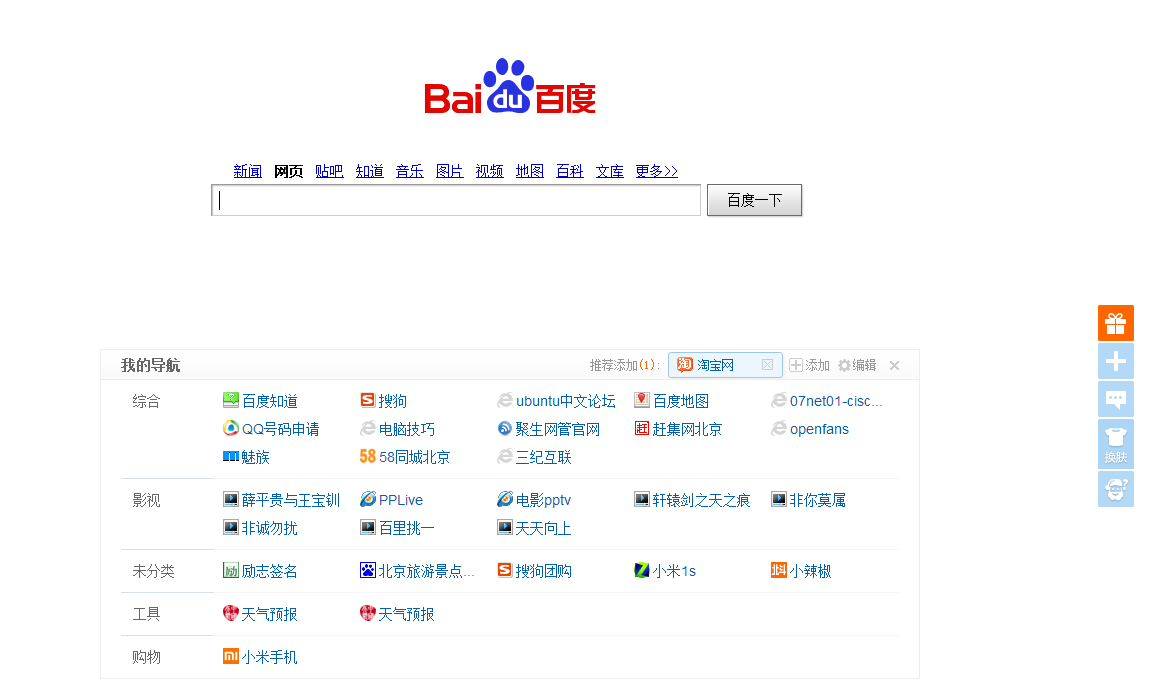 Bai du 百度
新闻 网页 贴吧 知道 音乐 图片 视频 地图 百科 文库 更多>>
百度一下
我的导航 推荐添加(1): 淘 淘宝网 添加 编辑
综合 百度知道 搜狗 ubuntu中文论坛 百度地图 07net01-cisc...
QQ号码申请 电脑技巧 聚生网管官网 赶 赶集网北京 openfans
魅族 58 58同城北京 三纪互联
换肤
影视 薛平贵与王宝钏 PPLive 电影pptv 轩辕剑之天之痕 非你莫属
非诚勿扰 百里挑一 天天向上
未分类 励 励志签名 北京旅游景点... 搜狗团购 小米1s 小辣椒
工具 天气预报 天气预报
购物 mi 小米手机